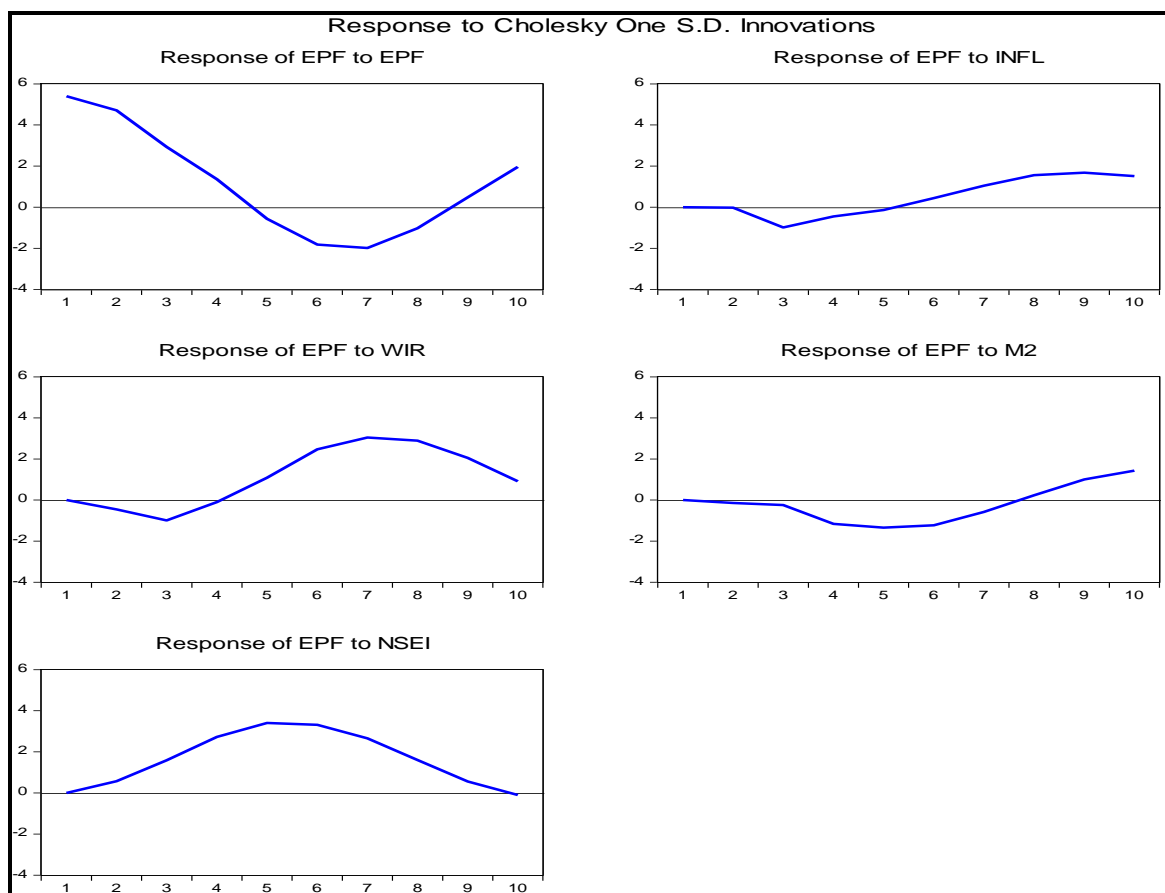 Response to Cholesky One S.D. Innovations
Response of EPF to EPF
6
4
2
0
-2
-4
1 2 3 4 5 6 7 8 9 10
Response of EPF to INFL
6
4
2
0
-2
-4
1 2 3 4 5 6 7 8 9 10
Response of EPF to WIR
6
4
2
0
-2
-4
1 2 3 4 5 6 7 8 9 10
Response of EPF to M2
6
4
2
0
-2
-4
1 2 3 4 5 6 7 8 9 10
Response of EPF to NSEI
6
4
2
0
-2
-4
1 2 3 4 5 6 7 8 9 10